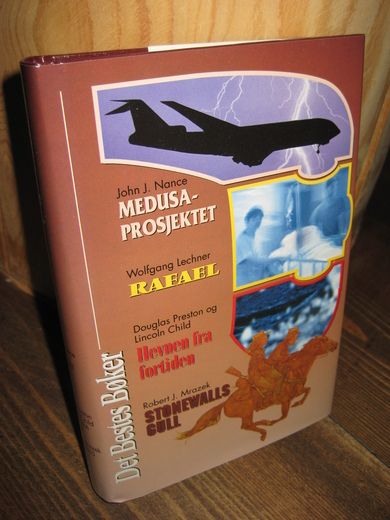 John J. Nance
MEDUSA-
PROSJEKTET
Wolfgang Lechner
RAFAEL
Douglas Preston og
Lincoln Child
Hevnen fra
fortiden
Robert J. Mrazek
STONEWALLS
GULL
Det Bestes Bøker